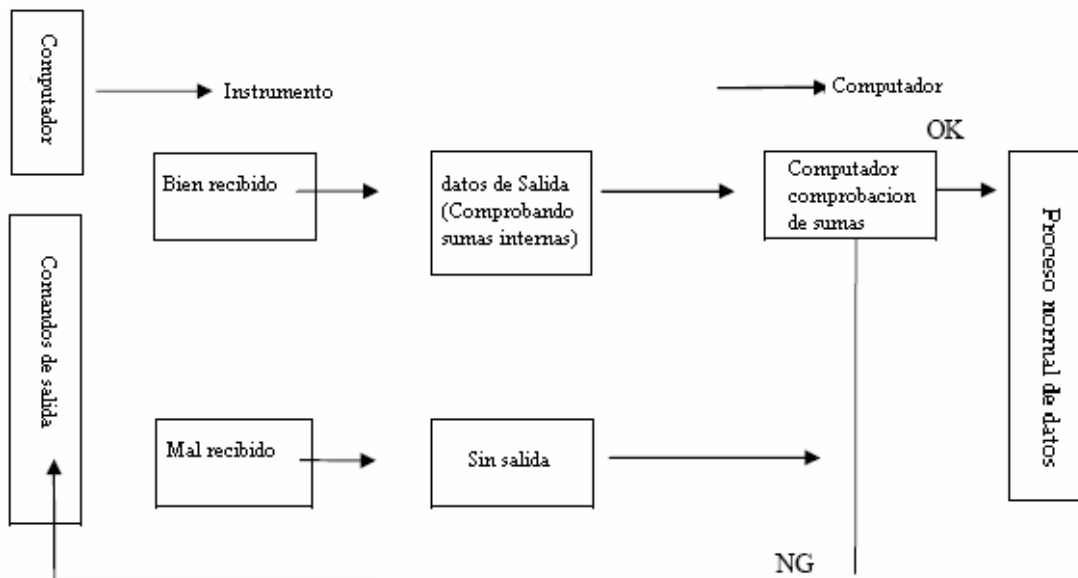 Computador
Instrumento
Computador
OK
Bien recibido
datos de Salida
(Comprobando
sumas internas)
Computador
comprobacion
de sumas
Proceso normal de datos
Comandos de salida
Mal recibido
Sin salida
NG